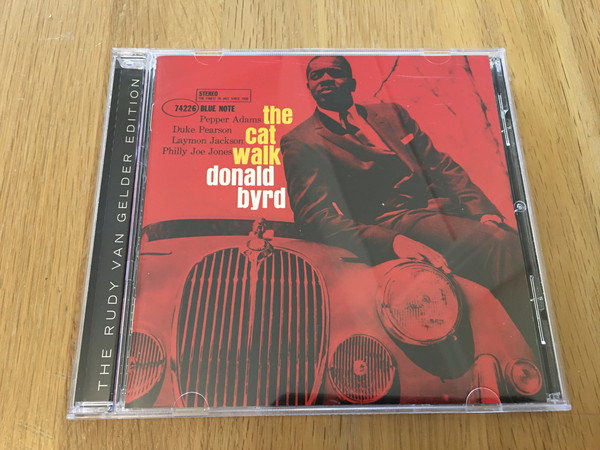 THE RUDY VAN GELDER EDITION
STEREO
74226 BLUE NOTE
Pepper Adams
Duke Pearson
Laymon Jackson
Philly Joe Jones
the
cat
walk
donald
byrd